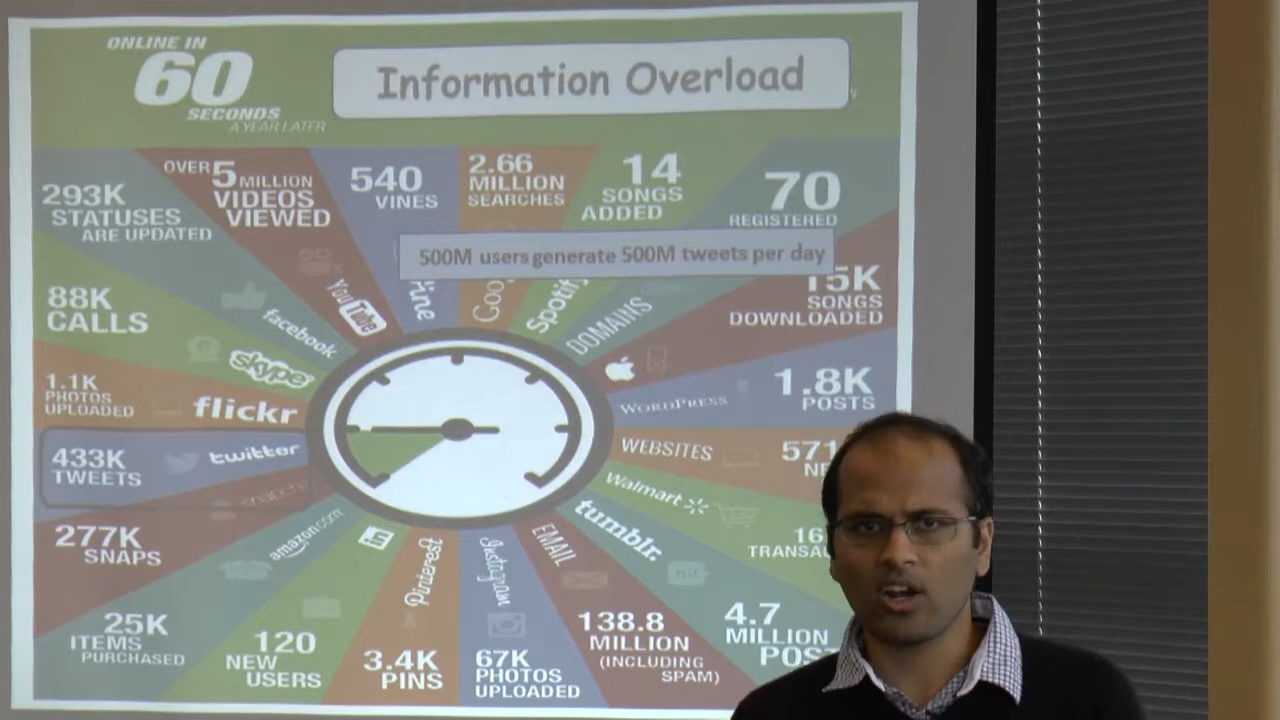 ONLINE IN
60
SECONDS
A YEAR LATER
Information Overload
293K
STATUSES
ARE UPDATED
facebook
OVER 5 MILLION
VIDEOS
VIEWED
YouTube
540
VINES
2.66
MILLION
SEARCHES
14
SONGS
ADDED
Spotify
70
REGISTERED
DOMAINS
500M users generate 500M tweets per day
15K
SONGS
DOWNLOADED
88K
CALLS
skype
1.8K
POSTS
WORDPRESS
1.1K
PHOTOS
UPLOADED
flickr
WEBSITES
571
433K
TWEETS
twitter
Walmart
16
277K
SNAPS
snapchat
tumblr.
4.7
MILLION
25K
ITEMS
PURCHASED
amazon.com
120
NEW
USERS
in
3.4K
PINS
Pinterest
67K
PHOTOS
UPLOADED
Instagram
EMAIL
138.8
MILLION
(INCLUDING
SPAM)